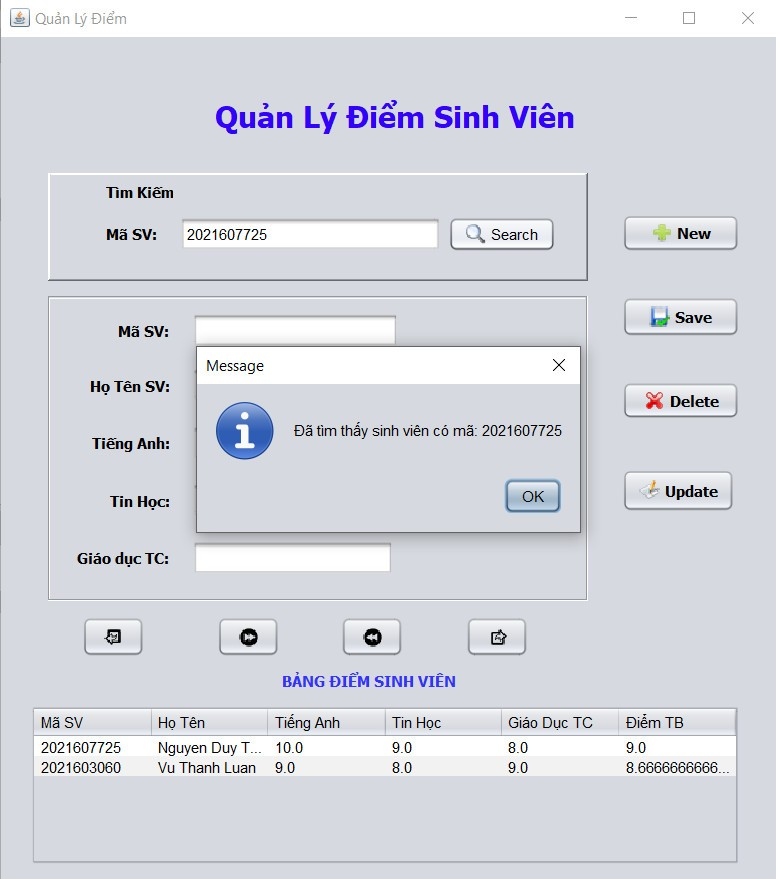 Quản Lý Điểm
Quản Lý Điểm Sinh Viên
Tìm Kiếm
Mã SV: 2021607725 Search
New
Mã SV:
Save
Message
Họ Tên SV:
Đã tìm thấy sinh viên có mã: 2021607725
Delete
Tiếng Anh:
OK
Tin Học:
Update
Giáo dục TC:
BẢNG ĐIỂM SINH VIÊN
Mã SV Họ Tên Tiếng Anh Tin Học Giáo Dục TC Điểm TB
2021607725 Nguyen Duy T... 10.0 9.0 8.0 9.0
2021603060 Vu Thanh Luan 9.0 8.0 9.0 8.6666666666...